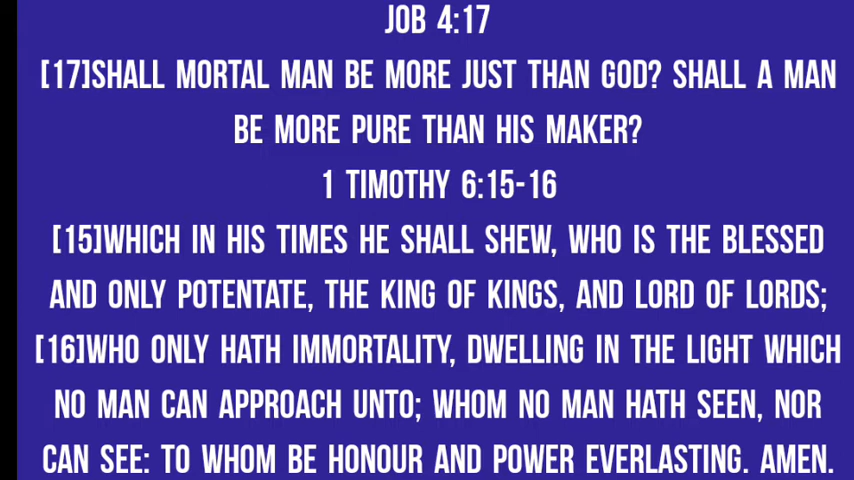 JOB 4:17
[17]SHALL MORTAL MAN BE MORE JUST THAN GOD? SHALL A MAN
BE MORE PURE THAN HIS MAKER?
1 TIMOTHY 6:15-16
[15]WHICH IN HIS TIMES HE SHALL SHEW, WHO IS THE BLESSED
AND ONLY POTENTATE, THE KING OF KINGS, AND LORD OF LORDS;
[16]WHO ONLY HATH IMMORTALITY, DWELLING IN THE LIGHT WHICH
NO MAN CAN APPROACH UNTO; WHOM NO MAN HATH SEEN, NOR
CAN SEE: TO WHOM BE HONOUR AND POWER EVERLASTING. AMEN.